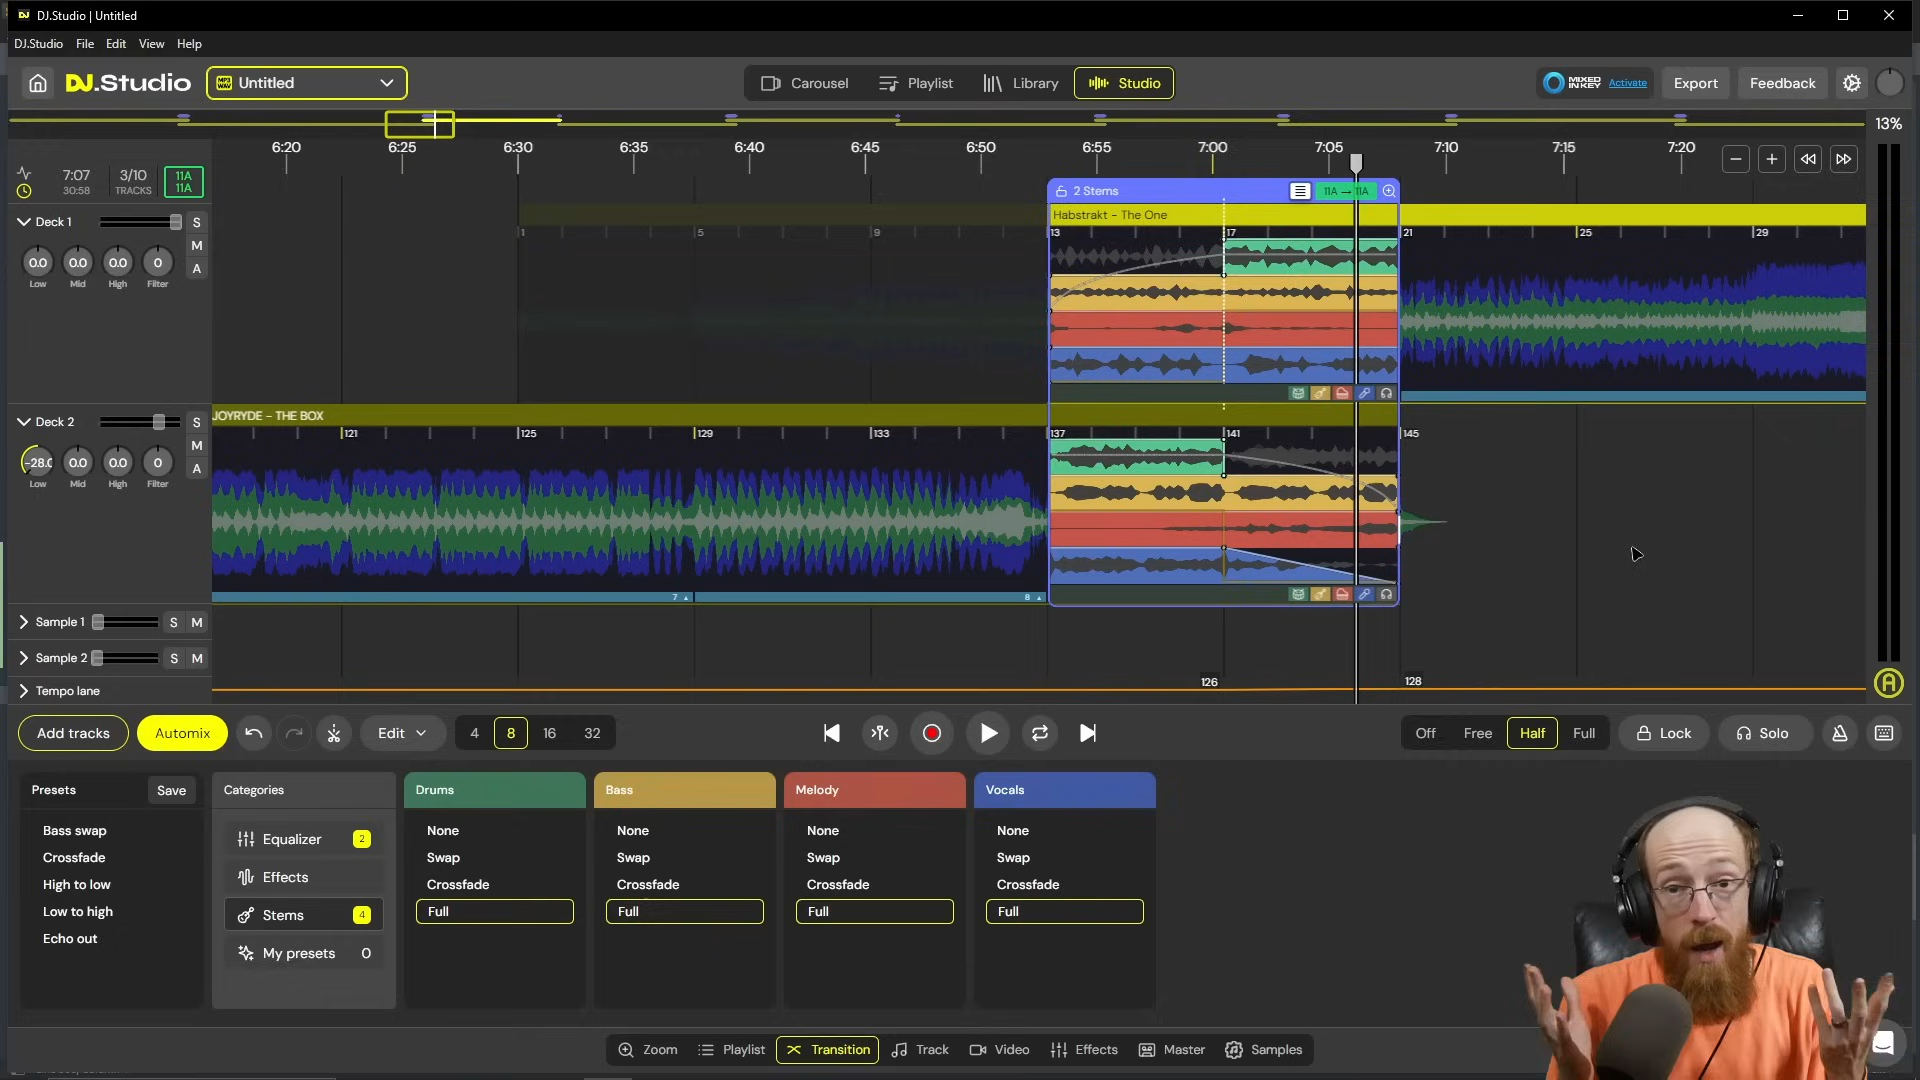 DJ.Studio | Untitled
DJ.Studio File Edit View Help
DJ.Studio Untitled Carousel Playlist Library Studio MIXED IN KEY Activate Export Feedback
13%
6:20 6:25 6:30 6:35 6:40 6:45 6:50 6:55 7:00 7:05 7:10 7:15 7:20
7:07 3/10 11A
30:58 TRACKS 11A
2 Stems 11A → 11A
Habstrakt - The One
Deck 1 S
1 5 9 13 17 21 25 29
M
0.0 0.0 0.0 0 A
Low Mid High Filter
JOYRYDE - THE BOX
Deck 2 S
121 125 129 133 137 141 145
M
-28.0 0.0 0.0 0 A
Low Mid High Filter
7 8
Sample 1 S M
Sample 2 S M
126 128
Tempo lane
Add tracks Automix Edit 4 8 16 32 Off Free Half Full Lock Solo
Presets Save Categories Drums Bass Melody Vocals
Bass swap
Crossfade
High to low
Low to high
Echo out
Equalizer 2
Effects
Stems 4
My presets 0
None None None None
Swap Swap Swap Swap
Crossfade Crossfade Crossfade Crossfade
Full Full Full Full
Zoom Playlist Transition Track Video Effects Master Samples